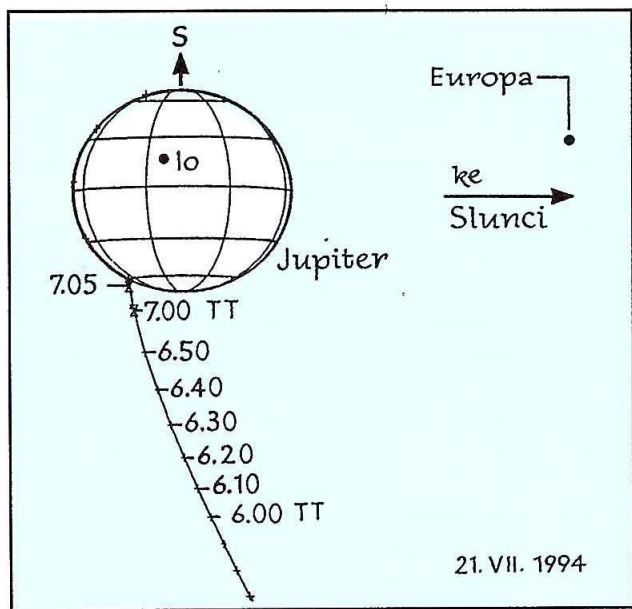 S
Europa
Io
ke
Slunci
Jupiter
7.05
7.00 TT
6.50
6.40
6.30
6.20
6.10
6.00 TT
21. VII. 1994